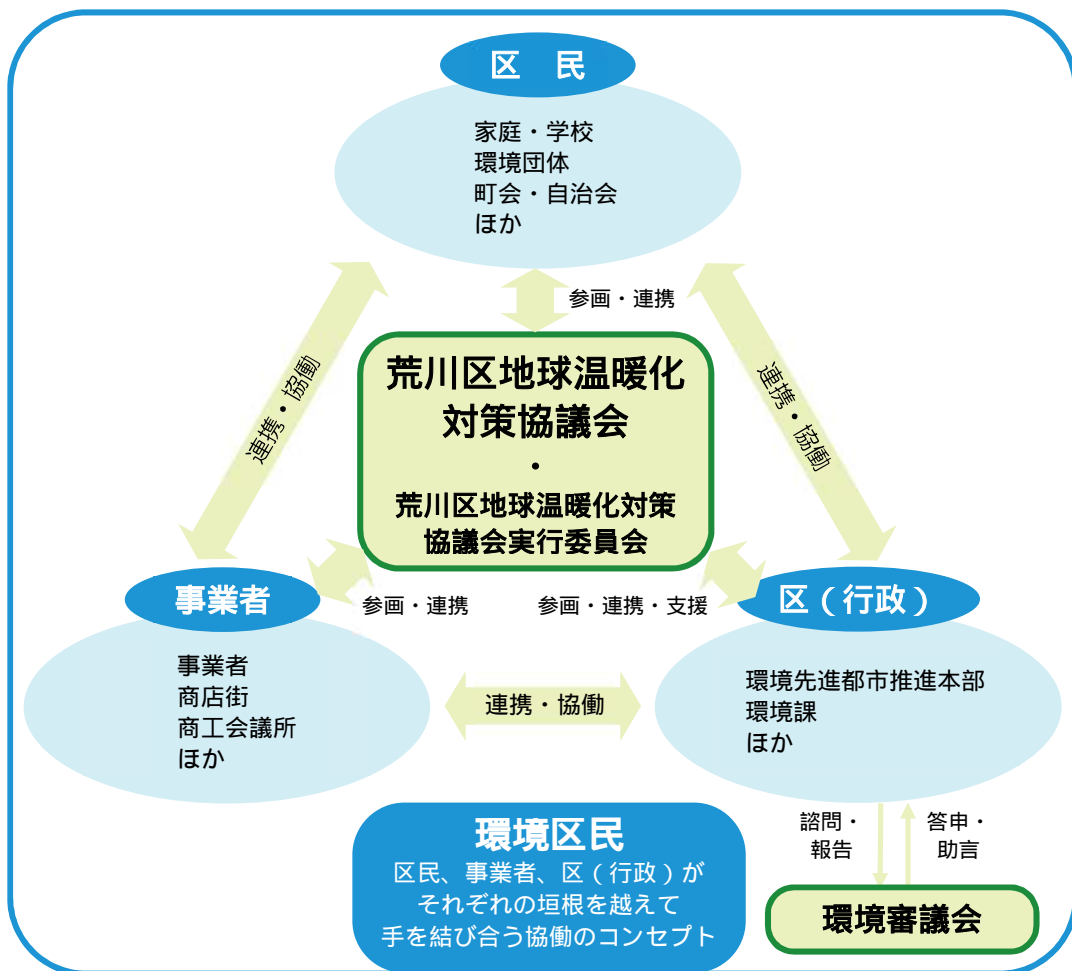 区　民
家庭・学校
環境団体
町会・自治会
ほか
参画・連携
連携・協働
連携・協働
荒川区地球温暖化
対策協議会
・
荒川区地球温暖化対策
協議会実行委員会
事業者
参画・連携
参画・連携・支援
区（行政）
事業者
商店街
商工会議所
ほか
連携・協働
環境先進都市推進本部
環境課
ほか
環境区民
区民、事業者、区（行政）が
それぞれの垣根を越えて
手を結び合う協働のコンセプト
諮問・
報告
答申・
助言
環境審議会